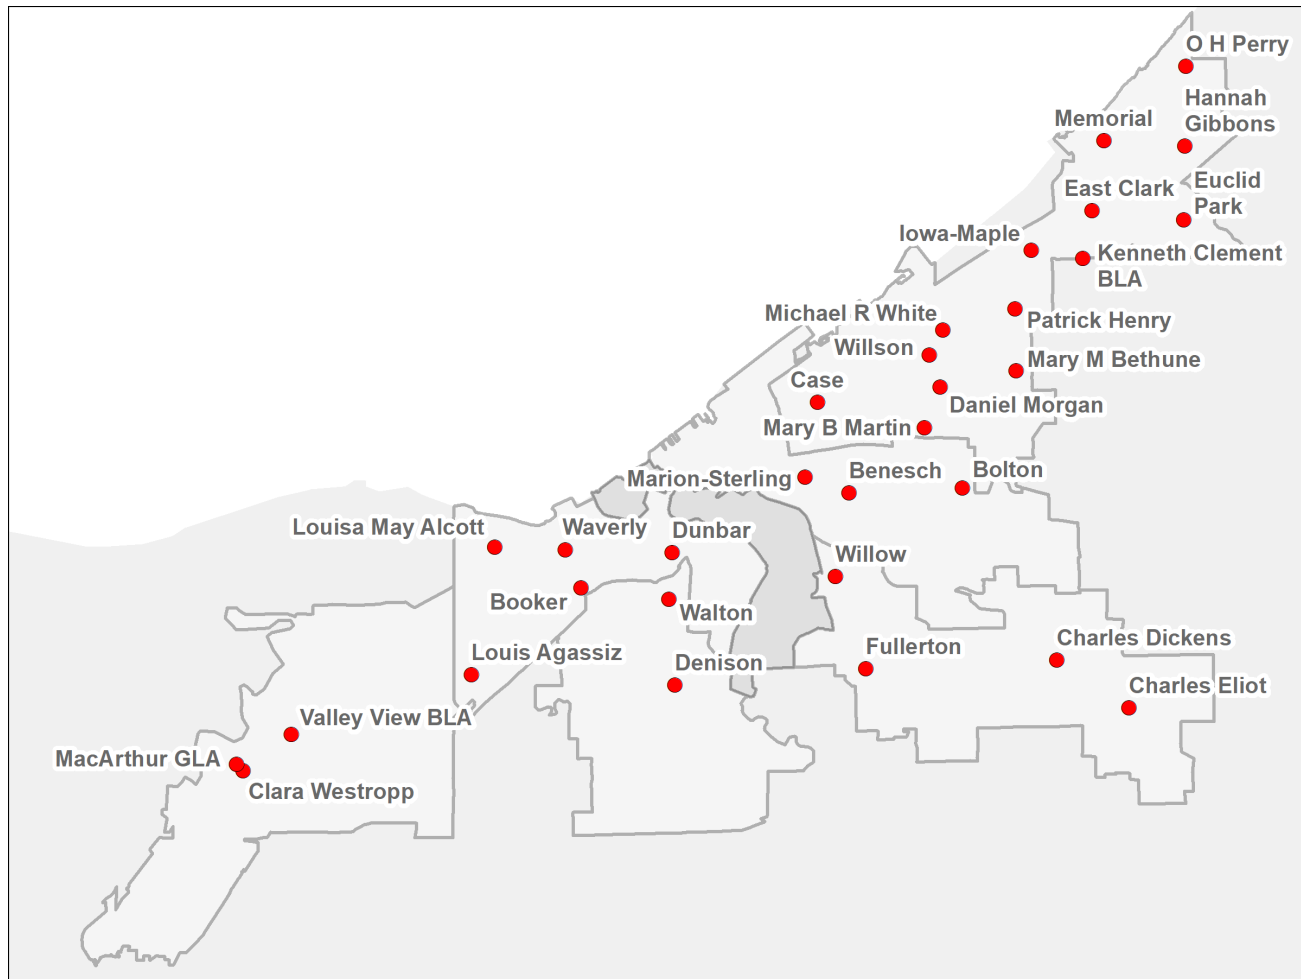 O H Perry
Hannah
Gibbons
Memorial
Euclid
Park
East Clark
Iowa-Maple
Kenneth Clement
BLA
Michael R White
Patrick Henry
Willson
Mary M Bethune
Case
Daniel Morgan
Mary B Martin
Marion-Sterling
Benesch
Bolton
Louisa May Alcott
Waverly
Dunbar
Willow
Booker
Walton
Louis Agassiz
Denison
Fullerton
Charles Dickens
Charles Eliot
Valley View BLA
MacArthur GLA
Clara Westropp